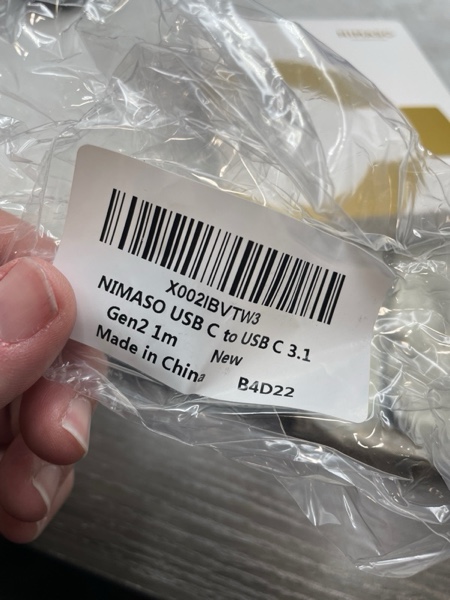 X002IBVTW3
NIMASO USB C to USB C 3.1
Gen2 1m
New
Made in China
B4D22